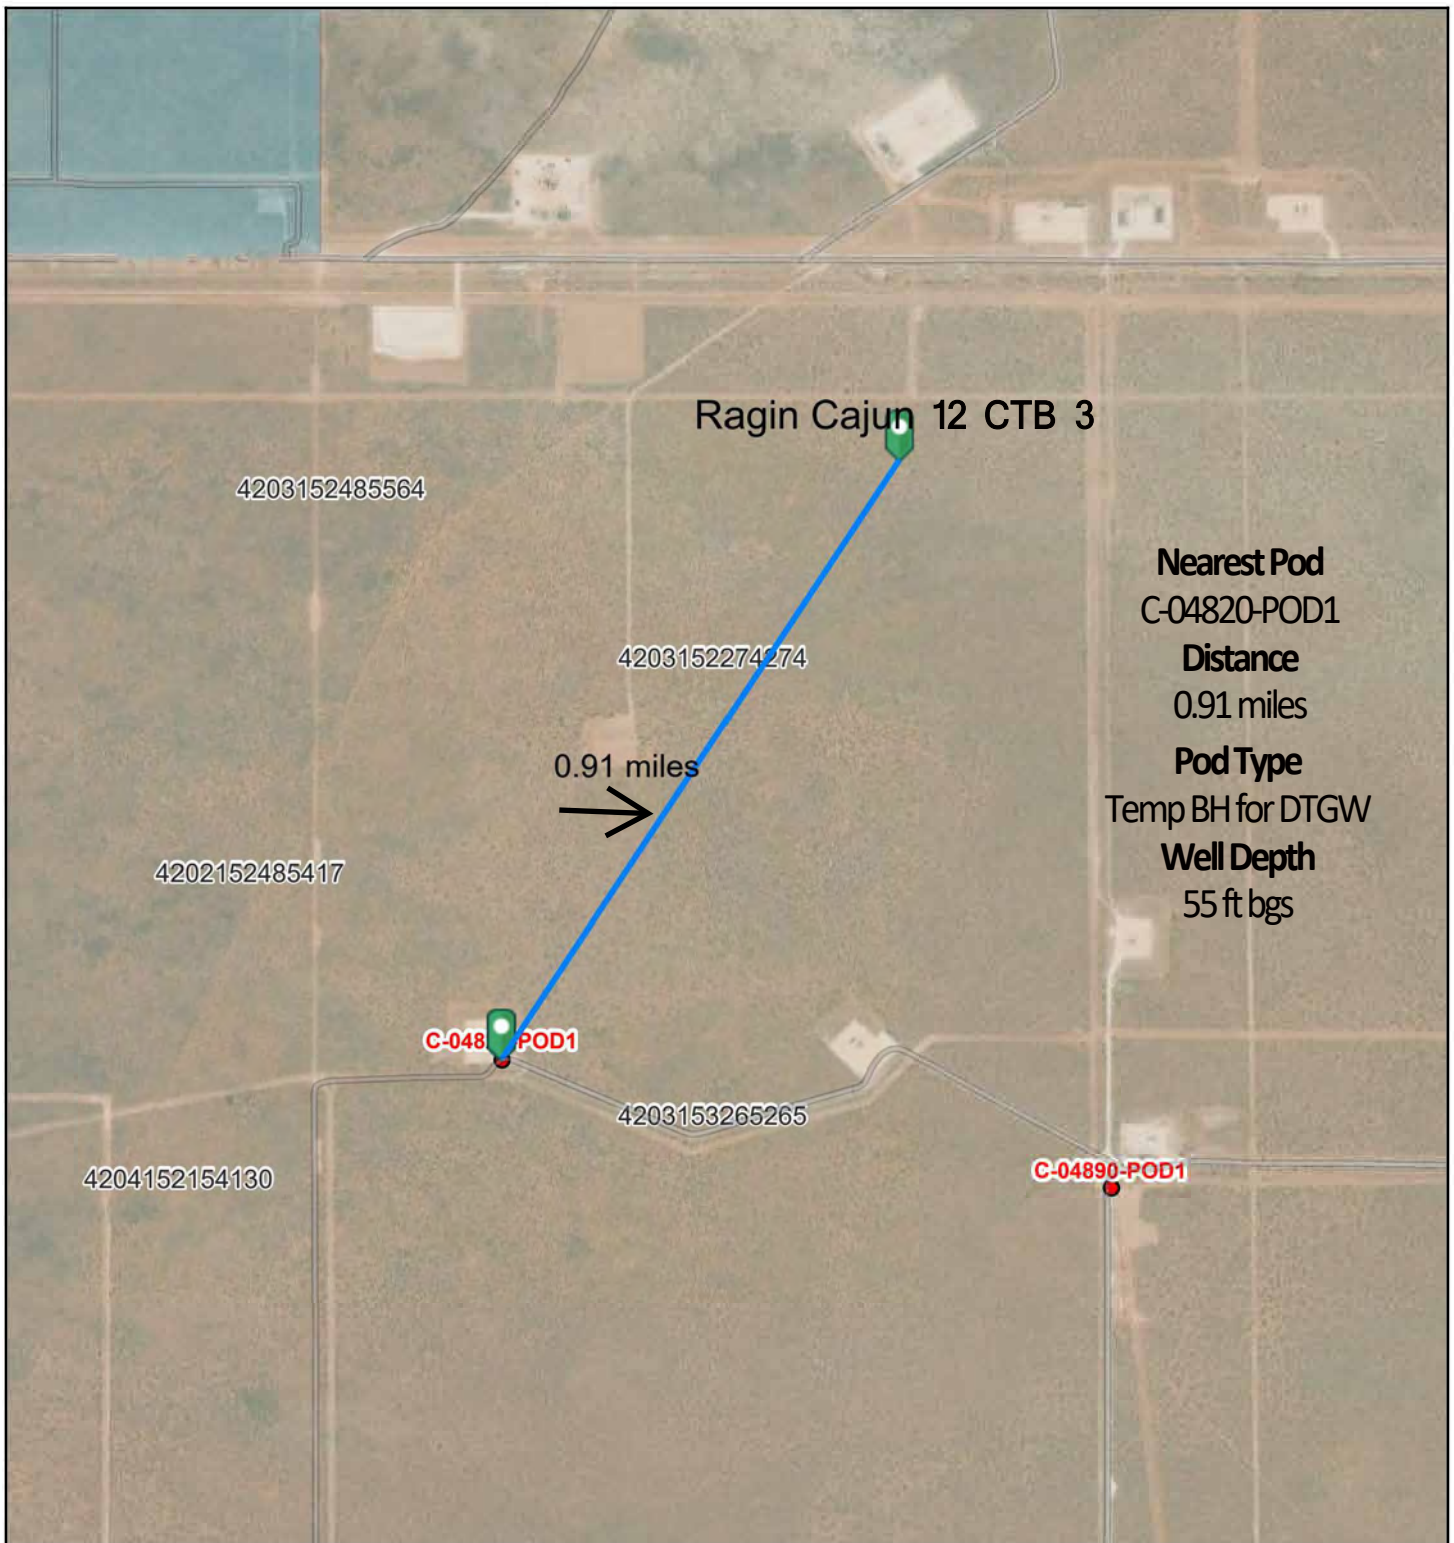 Ragin Cajun 12 CTB 3
4203152485564
Nearest Pod
C-04820-POD1
Distance
0.91 miles
Pod Type
Temp BH for DTGW
Well Depth
55 ft bgs
4203152274274
0.91 miles
4202152485417
POD1
4203153265265
C-04890-POD1
4204152154130